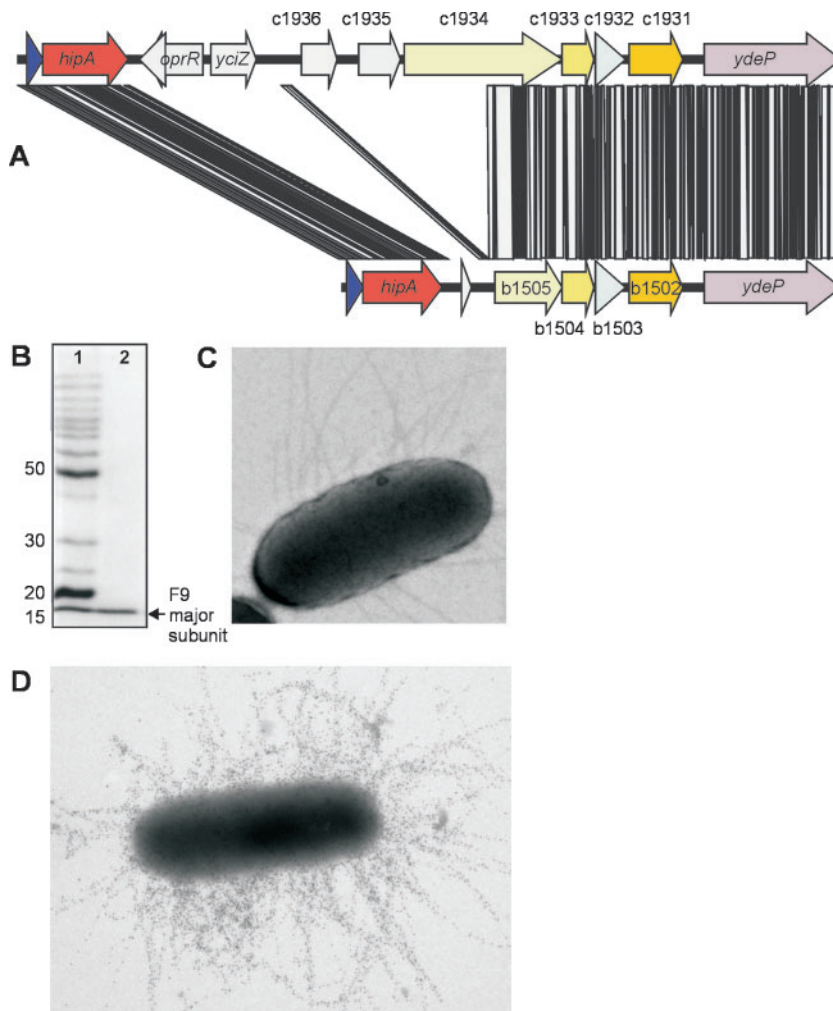 c1936 c1935 c1934 c1933 c1932 c1931
hipA oprR yciZ ydeP
A
hipA b1505 b1502 ydeP
b1504 b1503
B 1 2 C
50
30
20
15
F9
major
subunit
D